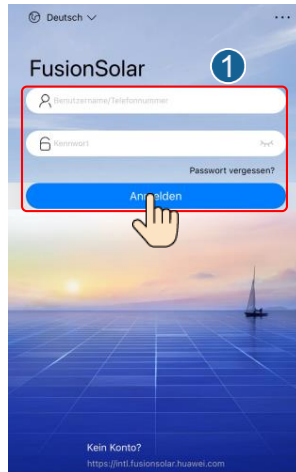 Deutsch
FusionSolar
1
Benutzername/Telefonnummer
Kennwort
Passwort vergessen?
Anmelden
Kein Konto?
https://intl.fusionsolar.huawei.com